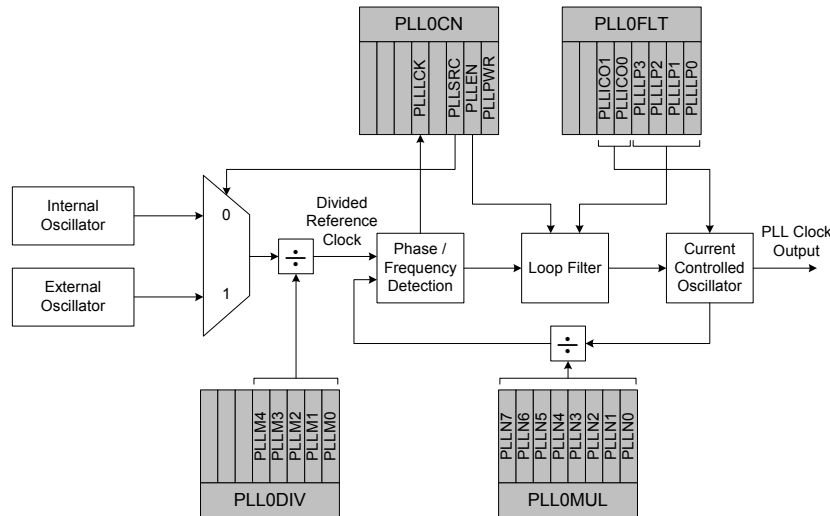 PLL0CN
PLLLCK
PLLSRC
PLLEN
PLLPWR
PLL0FLT
PLLICO1
PLLICO0
PLLLP3
PLLLP2
PLLLP1
PLLLP0
Internal
Oscillator
External
Oscillator
0
1
÷
Divided
Reference
Clock
Phase /
Frequency
Detection
Loop Filter
Current
Controlled
Oscillator
PLL Clock
Output
÷
PLLM4
PLLM3
PLLM2
PLLM1
PLLM0
PLL0DIV
PLLN7
PLLN6
PLLN5
PLLN4
PLLN3
PLLN2
PLLN1
PLLN0
PLL0MUL